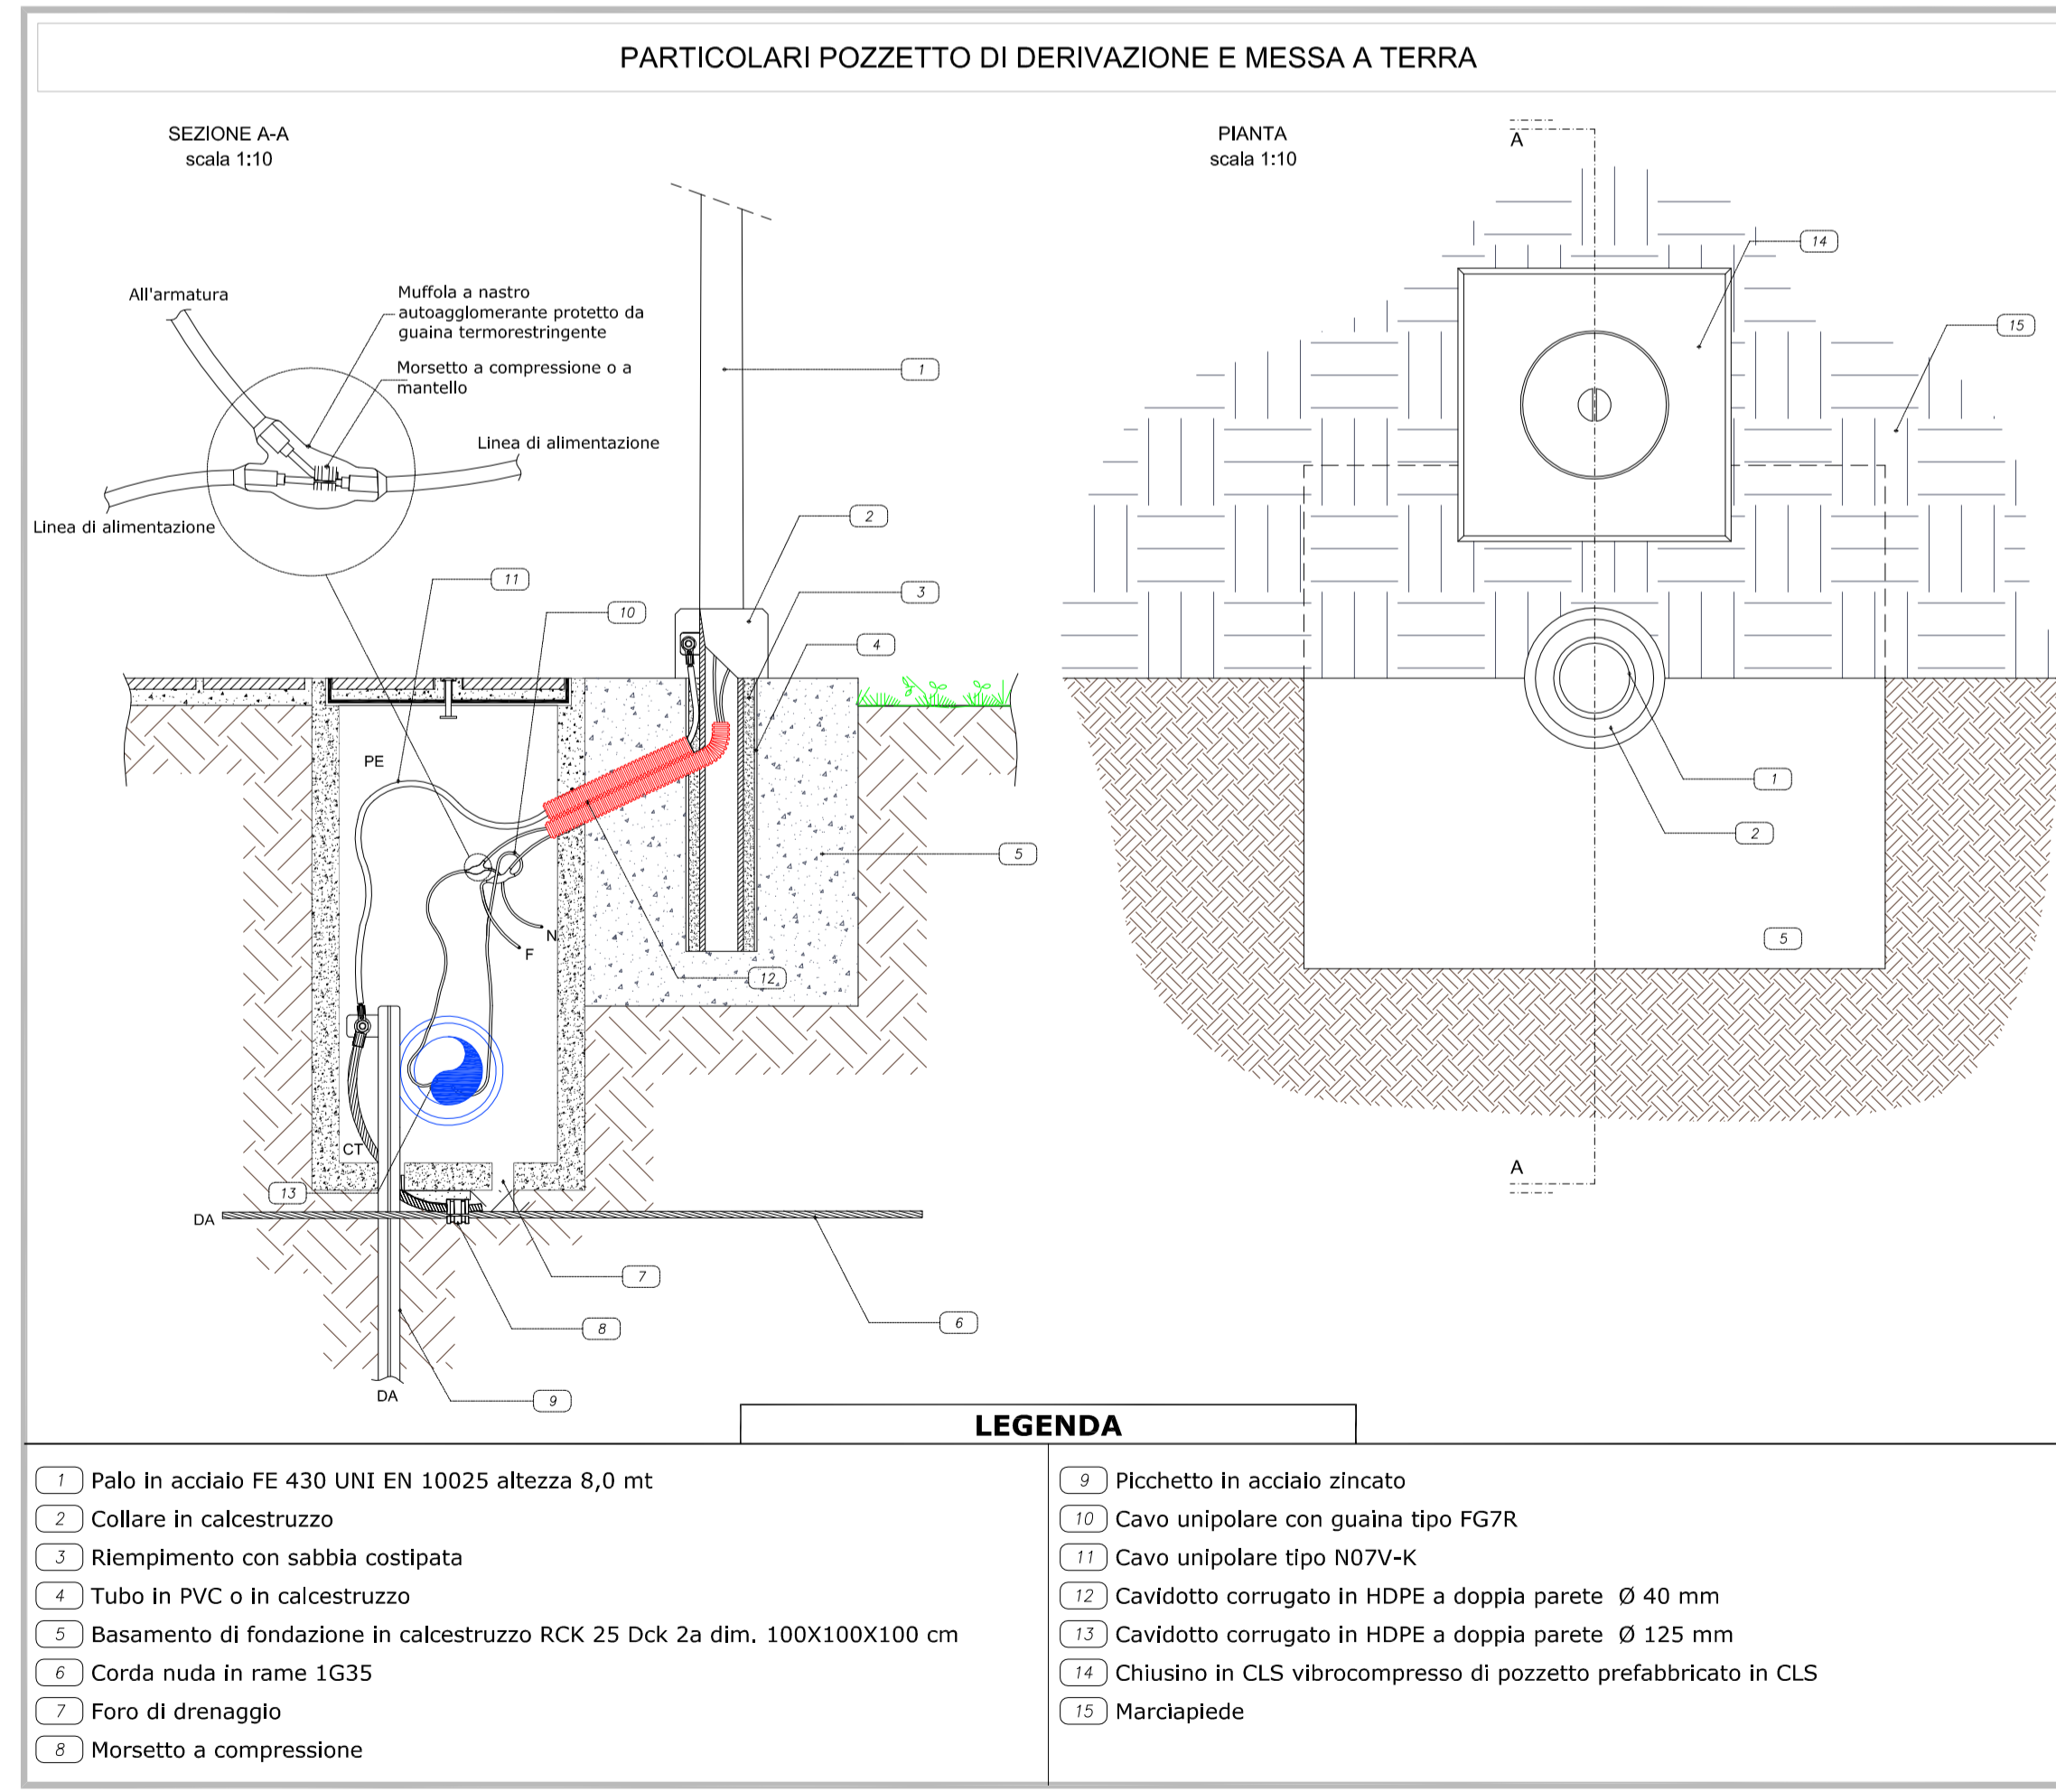 PARTICOLARI POZZETTO DI DERIVAZIONE E MESSA A TERRA
SEZIONE A-A
scala 1:10
PIANTA
scala 1:10
A
14
15
All'armatura
Muffola a nastro
autoagglomerante protetto da
guaina termorestringente
Morsetto a compressione o a
mantello
Linea di alimentazione
Linea di alimentazione
1
2
3
4
11
10
PE
N
F
5
12
CT
13
DA
7
8
6
DA
9
1
2
5
A
LEGENDA
1 Palo in acciaio FE 430 UNI EN 10025 altezza 8,0 mt
2 Collare in calcestruzzo
3 Riempimento con sabbia costipata
4 Tubo in PVC o in calcestruzzo
5 Basamento di fondazione in calcestruzzo RCK 25 Dck 2a dim. 100X100X100 cm
6 Corda nuda in rame 1G35
7 Foro di drenaggio
8 Morsetto a compressione
9 Picchetto in acciaio zincato
10 Cavo unipolare con guaina tipo FG7R
11 Cavo unipolare tipo N07V-K
12 Cavidotto corrugato in HDPE a doppia parete Ø 40 mm
13 Cavidotto corrugato in HDPE a doppia parete Ø 125 mm
14 Chiusino in CLS vibrocompresso di pozzetto prefabbricato in CLS
15 Marciapiede